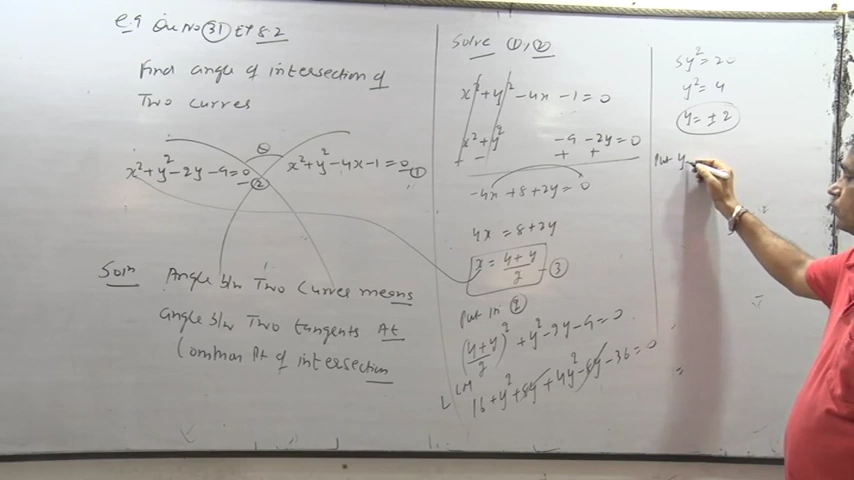 e.g Qu No 31 Ex 8.2
Find angle of intersection of
Two curves
θ
x²+y²-2y-9=0 ②
x²+y²-4x-1=0 ①
Soln Angle b/w Two Curves means
angle b/w Two tangents At
Common Pt of intersection
Solve ①,②
x²+y²-4x-1=0
x²+y² -9-2y=0
+ - + +
-4x+8+2y=0
4x=8+2y
x=4+y/2 -③
put in ②
(4+y/2)²+y²-2y-9=0
LCM
16+y²+8y+4y²-8y-36=0
5y²=20
y²=4
y=±2
Put y